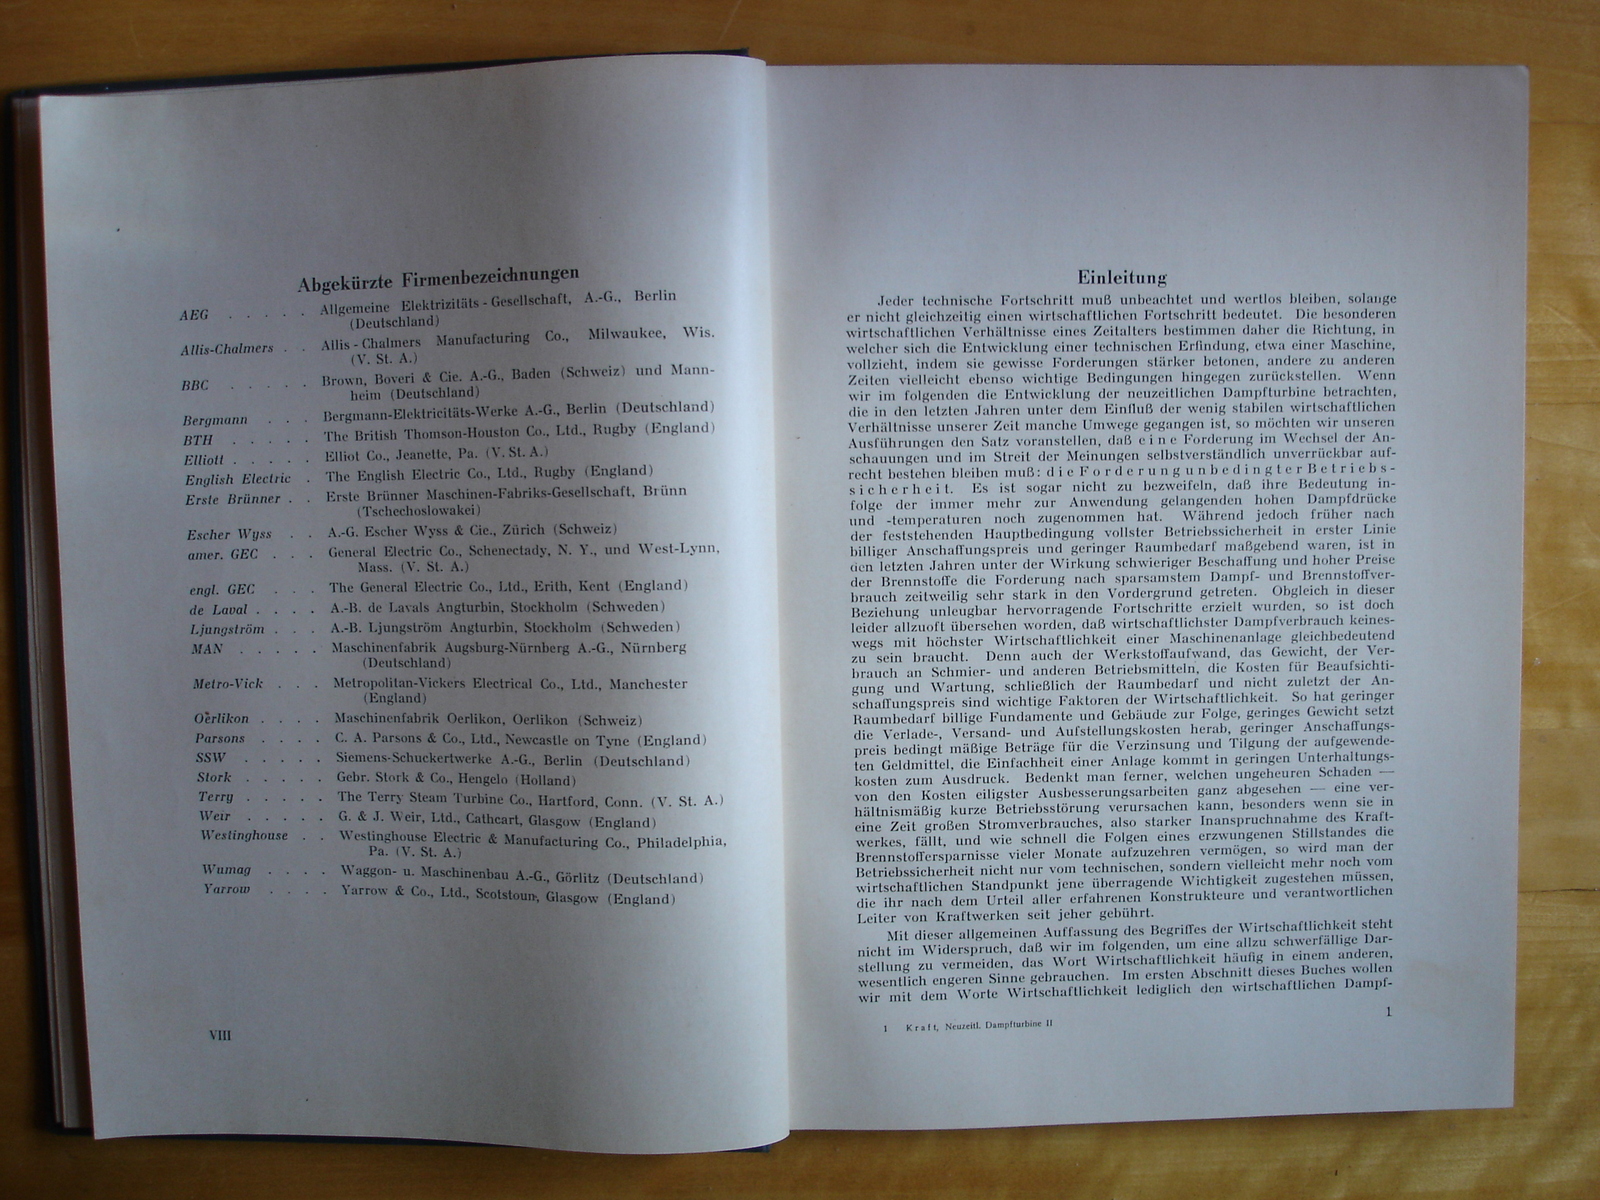 Abgekürzte Firmenbezeichnungen
AEG . . . . . Allgemeine Elektrizitäts-Gesellschaft, A.-G., Berlin
(Deutschland)
Allis-Chalmers . . Allis-Chalmers Manufacturing Co., Milwaukee, Wis.
(V. St. A.)
BBC . . . . . Brown, Boveri & Cie. A.-G., Baden (Schweiz) und Mann-
heim (Deutschland)
Bergmann . . . Bergmann-Elektricitäts-Werke A.-G., Berlin (Deutschland)
BTH . . . . . The British Thomson-Houston Co., Ltd., Rugby (England)
Elliott . . . . . Elliot Co., Jeanette, Pa. (V. St. A.)
English Electric . The English Electric Co., Ltd., Rugby (England)
Erste Brünner . . Erste Brünner Maschinen-Fabriks-Gesellschaft, Brünn
(Tschechoslowakei)
Escher Wyss . . A.-G. Escher Wyss & Cie., Zürich (Schweiz)
amer. GEC . . . General Electric Co., Schenectady, N. Y., und West-Lynn,
Mass. (V. St. A.)
engl. GEC . . . The General Electric Co., Ltd., Erith, Kent (England)
de Laval . . . . A.-B. de Lavals Angturbin, Stockholm (Schweden)
Ljungström . . . A.-B. Ljungström Angturbin, Stockholm (Schweden)
MAN . . . . . Maschinenfabrik Augsburg-Nürnberg A.-G., Nürnberg
(Deutschland)
Metro-Vick . . . Metropolitan-Vickers Electrical Co., Ltd., Manchester
(England)
Oerlikon . . . . Maschinenfabrik Oerlikon, Oerlikon (Schweiz)
Parsons . . . . C. A. Parsons & Co., Ltd., Newcastle on Tyne (England)
SSW . . . . . Siemens-Schuckertwerke A.-G., Berlin (Deutschland)
Stork . . . . . Gebr. Stork & Co., Hengelo (Holland)
Terry . . . . . The Terry Steam Turbine Co., Hartford, Conn. (V. St. A.)
Weir . . . . . G. & J. Weir, Ltd., Cathcart, Glasgow (England)
Westinghouse . . Westinghouse Electric & Manufacturing Co., Philadelphia,
Pa. (V. St. A.)
Wumag . . . . Waggon- u. Maschinenbau A.-G., Görlitz (Deutschland)
Yarrow . . . . Yarrow & Co., Ltd., Scotstoun, Glasgow (England)
VIII
Einleitung
Jeder technische Fortschritt muß unbeachtet und wertlos bleiben, solange
er nicht gleichzeitig einen wirtschaftlichen Fortschritt bedeutet. Die besonderen
wirtschaftlichen Verhältnisse eines Zeitalters bestimmen daher die Richtung, in
welcher sich die Entwicklung einer technischen Erfindung, etwa einer Maschine,
vollzieht, indem sie gewisse Forderungen stärker betonen, andere zu anderen
Zeiten vielleicht ebenso wichtige Bedingungen hingegen zurückstellen. Wenn
wir im folgenden die Entwicklung der neuzeitlichen Dampfturbine betrachten,
die in den letzten Jahren unter dem Einfluß der wenig stabilen wirtschaftlichen
Verhältnisse unserer Zeit manche Umwege gegangen ist, so möchten wir unseren
Ausführungen den Satz voranstellen, daß eine Forderung im Wechsel der An-
schauungen und im Streit der Meinungen selbstverständlich unverrückbar auf-
recht bestehen bleiben muß: die Forderung unbedingter Betriebs-
sicherheit. Es ist sogar nicht zu bezweifeln, daß ihre Bedeutung in-
folge der immer mehr zur Anwendung gelangenden hohen Dampfdrücke
und -temperaturen noch zugenommen hat. Während jedoch früher nach
der feststehenden Hauptbedingung vollster Betriebssicherheit in erster Linie
billiger Anschaffungspreis und geringer Raumbedarf maßgebend waren, ist in
den letzten Jahren unter der Wirkung schwieriger Beschaffung und hoher Preise
der Brennstoffe die Forderung nach sparsamstem Dampf- und Brennstoffver-
brauch zeitweilig sehr stark in den Vordergrund getreten. Obgleich in dieser
Beziehung unleugbar hervorragende Fortschritte erzielt wurden, so ist doch
leider allzuoft übersehen worden, daß wirtschaftlichster Dampfverbrauch keines-
wegs mit höchster Wirtschaftlichkeit einer Maschinenanlage gleichbedeutend
zu sein braucht. Denn auch der Werkstoffaufwand, das Gewicht, der Ver-
brauch an Schmier- und anderen Betriebsmitteln, die Kosten für Beaufsichti-
gung und Wartung, schließlich der Raumbedarf und nicht zuletzt der An-
schaffungspreis sind wichtige Faktoren der Wirtschaftlichkeit. So hat geringer
Raumbedarf billige Fundamente und Gebäude zur Folge, geringes Gewicht setzt
die Verlade-, Versand- und Aufstellungskosten herab, geringer Anschaffungs-
preis bedingt mäßige Beträge für die Verzinsung und Tilgung der aufgewende-
ten Geldmittel, die Einfachheit einer Anlage kommt in geringen Unterhaltungs-
kosten zum Ausdruck. Bedenkt man ferner, welchen ungeheuren Schaden —
von den Kosten eiligster Ausbesserungsarbeiten ganz abgesehen — eine ver-
hältnismäßig kurze Betriebsstörung verursachen kann, besonders wenn sie in
eine Zeit großen Stromverbrauches, also starker Inanspruchnahme des Kraft-
werkes, fällt, und wie schnell die Folgen eines erzwungenen Stillstandes die
Brennstoffersparnisse vieler Monate aufzuzehren vermögen, so wird man der
Betriebssicherheit nicht nur vom technischen, sondern vielleicht mehr noch vom
wirtschaftlichen Standpunkt jene überragende Wichtigkeit zugestehen müssen,
die ihr nach dem Urteil aller erfahrenen Konstrukteure und verantwortlichen
Leiter von Kraftwerken seit jeher gebührt.
Mit dieser allgemeinen Auffassung des Begriffes der Wirtschaftlichkeit steht
nicht im Widerspruch, daß wir im folgenden, um eine allzu schwerfällige Dar-
stellung zu vermeiden, das Wort Wirtschaftlichkeit häufig in einem anderen,
wesentlich engeren Sinne gebrauchen. Im ersten Abschnitt dieses Buches wollen
wir mit dem Worte Wirtschaftlichkeit lediglich den wirtschaftlichen Dampf-
1 Kraft, Neuzeitl. Dampfturbine II
1